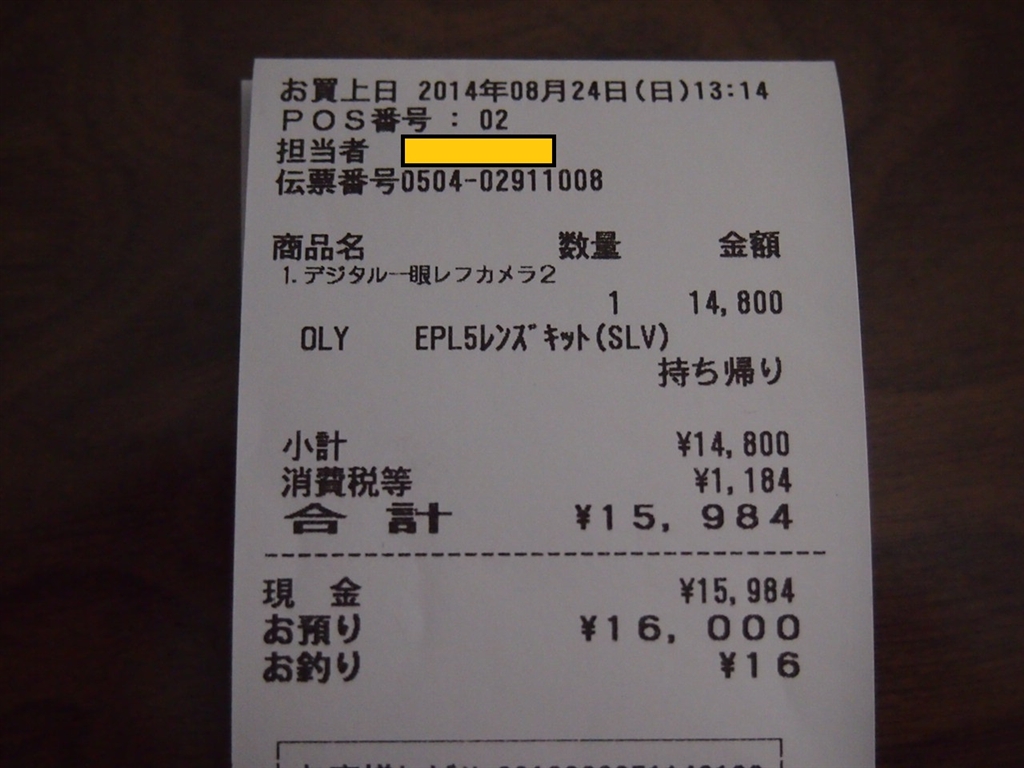 お買上日 2014年08月24日(日)13:14
POS番号 : 02
担当者
伝票番号0504-02911008
商品名 数量 金額
1.デジタル一眼レフカメラ2
1 14,800
OLY EPL5レンズキット(SLV)
持ち帰り
小計 ¥14,800
消費税等 ¥1,184
合計 ¥15,984
現金 ¥15,984
お預り ¥16,000
お釣り ¥16